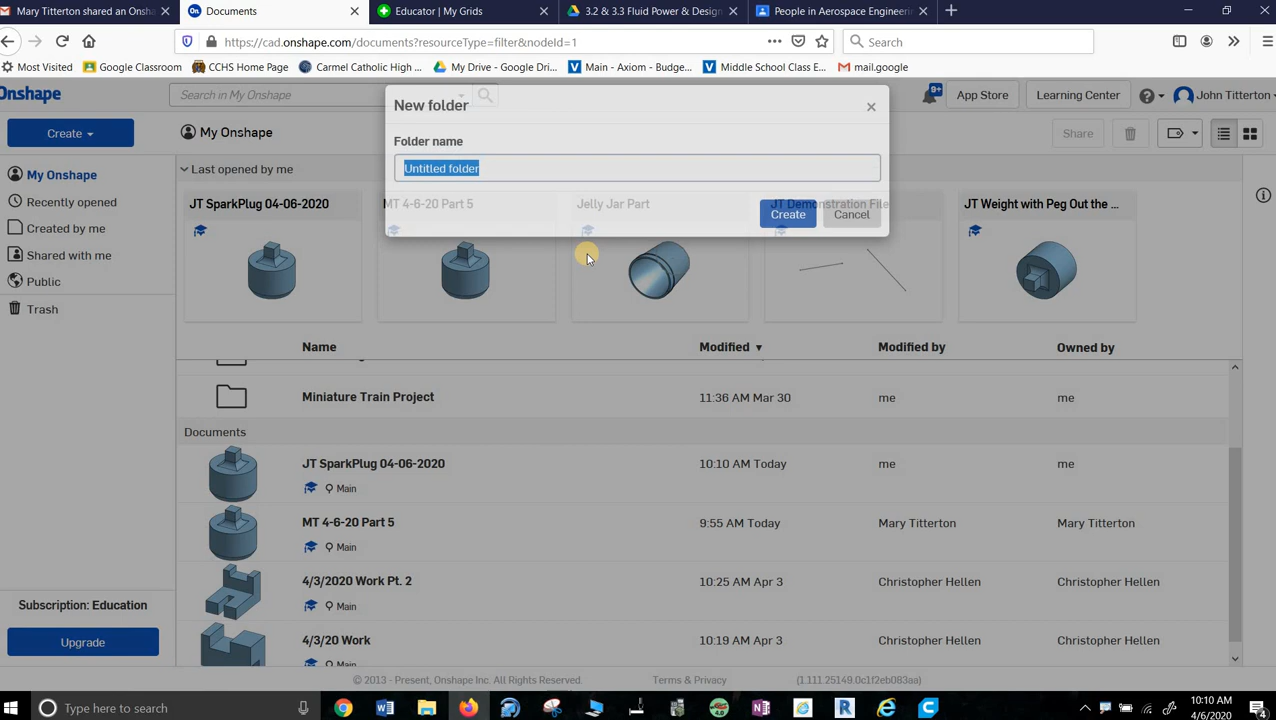 Mary Titterton shared an Onsha
Documents
Educator | My Grids
3.2 & 3.3 Fluid Power & Design
People in Aerospace Engineering
https://cad.onshape.com/documents?resourceType=filter&nodeId=1
Search
Most Visited
Google Classroom
CCHS Home Page
Carmel Catholic High ...
My Drive - Google Dri...
Main - Axiom - Budge...
Middle School Class E...
mail.google
Onshape
Search in My Onshape
9+
App Store
Learning Center
John Titterton
Create
My Onshape
Share
New folder
Folder name
Untitled folder
Create
Cancel
My Onshape
Recently opened
Created by me
Shared with me
Public
Trash
Last opened by me
JT SparkPlug 04-06-2020
MT 4-6-20 Part 5
Jelly Jar Part
JT Demonstration File
JT Weight with Peg Out the ...
Name
Modified ▼
Modified by
Owned by
Miniature Train Project
11:36 AM Mar 30
me
me
Documents
JT SparkPlug 04-06-2020
10:10 AM Today
me
me
Main
MT 4-6-20 Part 5
9:55 AM Today
Mary Titterton
Mary Titterton
Main
4/3/2020 Work Pt. 2
10:25 AM Apr 3
Christopher Hellen
Christopher Hellen
Main
4/3/20 Work
10:19 AM Apr 3
Christopher Hellen
Christopher Hellen
Main
Subscription: Education
Upgrade
© 2013 - Present, Onshape Inc. All Rights Reserved.
Terms & Privacy
(1.111.25149.0c1f2eb083aa)
Type here to search
10:10 AM
4/6/2020
4